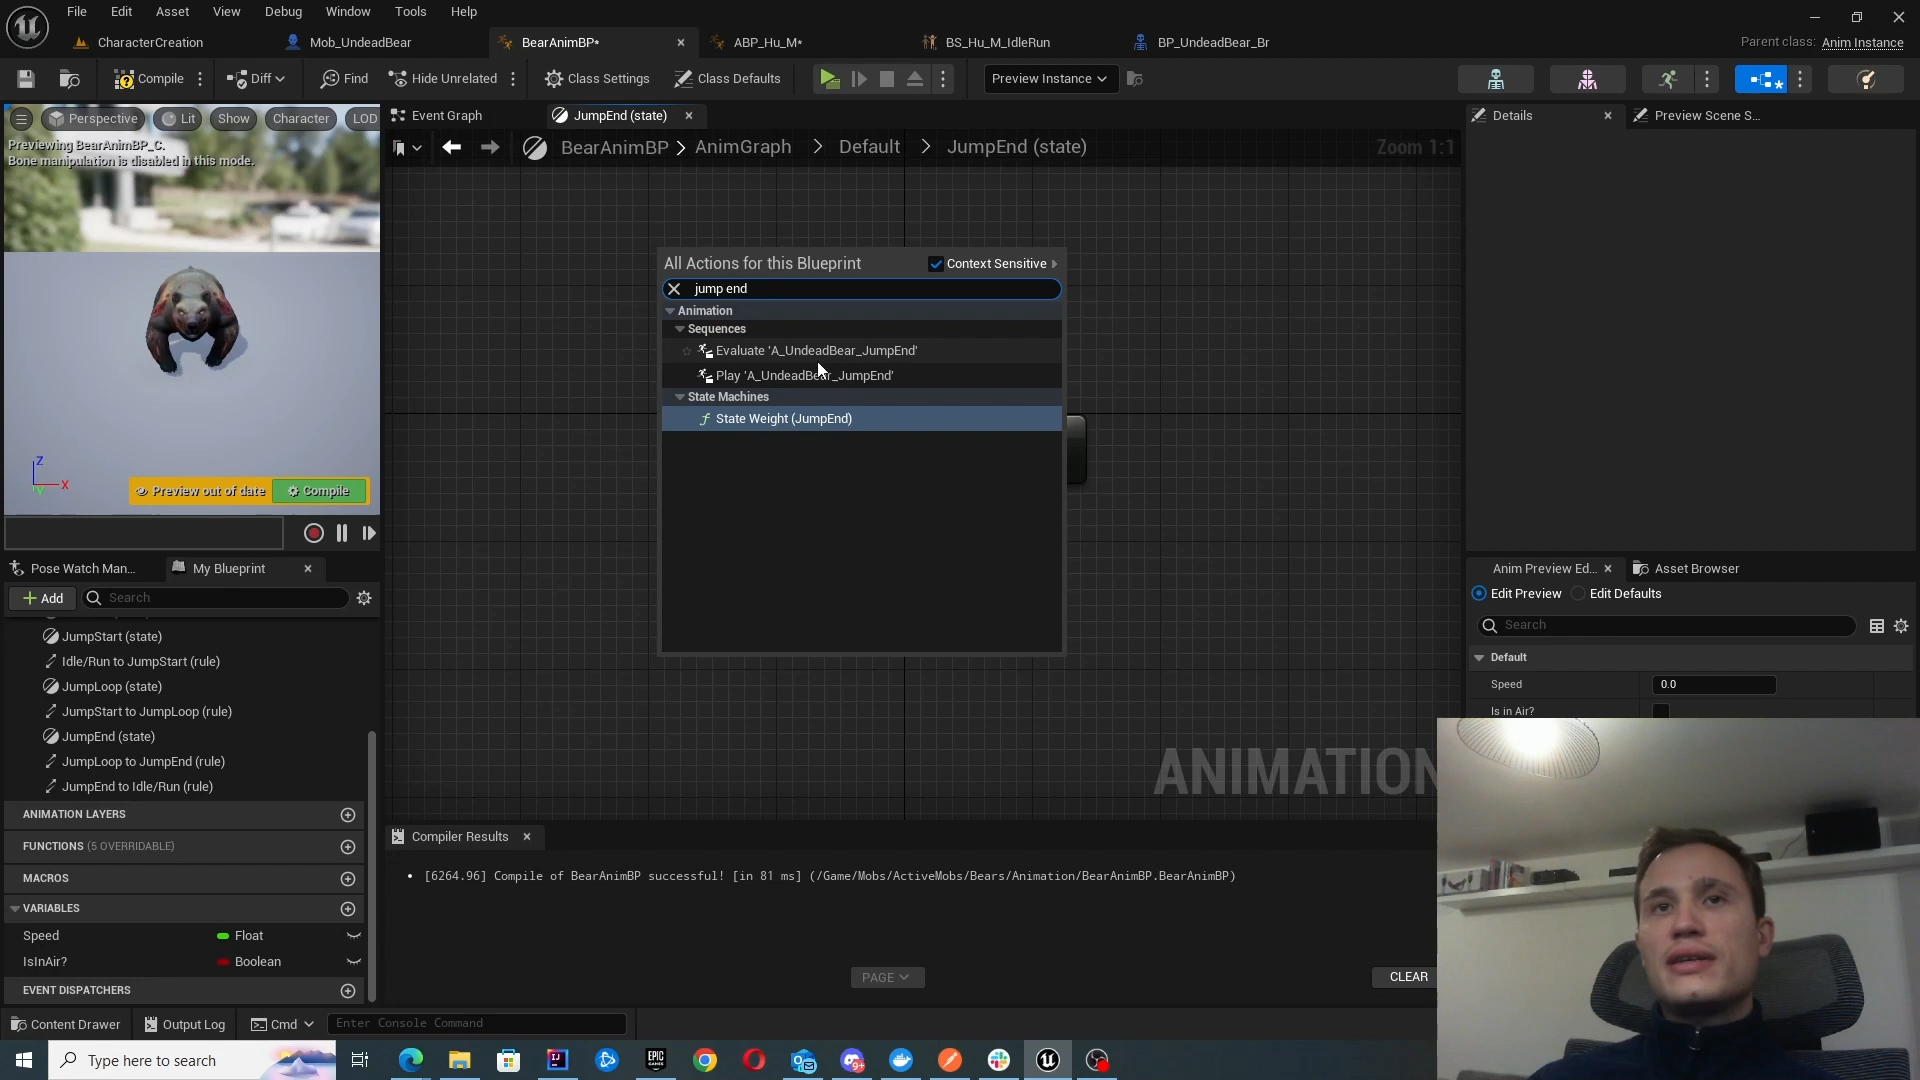 File Edit Asset View Debug Window Tools Help
CharacterCreation Mob_UndeadBear BearAnimBP* ABP_Hu_M* BS_Hu_M_IdleRun BP_UndeadBear_Br Parent class: Anim Instance
Compile Diff Find Hide Unrelated Class Settings Class Defaults Preview Instance
Perspective Lit Show Character LOD
Previewing BearAnimBP_C.
Bone manipulation is disabled in this mode.
Z
X
Y
Preview out of date Compile
Event Graph JumpEnd (state)
BearAnimBP > AnimGraph > Default > JumpEnd (state) Zoom 1:1
All Actions for this Blueprint Context Sensitive
jump end
Animation
Sequences
Evaluate 'A_UndeadBear_JumpEnd'
Play 'A_UndeadBear_JumpEnd'
State Machines
State Weight (JumpEnd)
ANIMATION
Pose Watch Man... My Blueprint
Add Search
JumpStart (state)
Idle/Run to JumpStart (rule)
JumpLoop (state)
JumpStart to JumpLoop (rule)
JumpEnd (state)
JumpLoop to JumpEnd (rule)
JumpEnd to Idle/Run (rule)
ANIMATION LAYERS
FUNCTIONS (5 OVERRIDABLE)
MACROS
VARIABLES
Speed Float
IsInAir? Boolean
EVENT DISPATCHERS
Compiler Results
• [6264.96] Compile of BearAnimBP successful! [in 81 ms] (/Game/Mobs/ActiveMobs/Bears/Animation/BearAnimBP.BearAnimBP)
PAGE CLEAR
Details Preview Scene S...
Anim Preview Ed... Asset Browser
Edit Preview Edit Defaults
Search
Default
Speed 0.0
Is in Air?
Content Drawer Output Log Cmd Enter Console Command
Type here to search
EPIC GAMES
9+